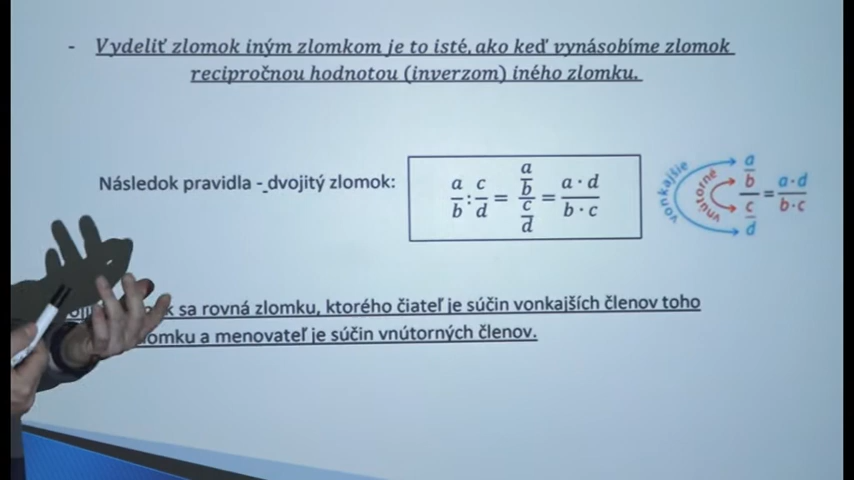 - Vydeliť zlomok iným zlomkom je to isté, ako keď vynásobíme zlomok
recipročnou hodnotou (inverzom) iného zlomku.
Následok pravidla - dvojitý zlomok:
a/b : c/d = (a/b)/(c/d) = (a · d)/(b · c)
vonkajšie vnútorné (a/b)/(c/d) = (a·d)/(b·c)
sa rovná zlomku, ktorého čiateľ je súčin vonkajších členov toho
a menovateľ je súčin vnútorných členov.